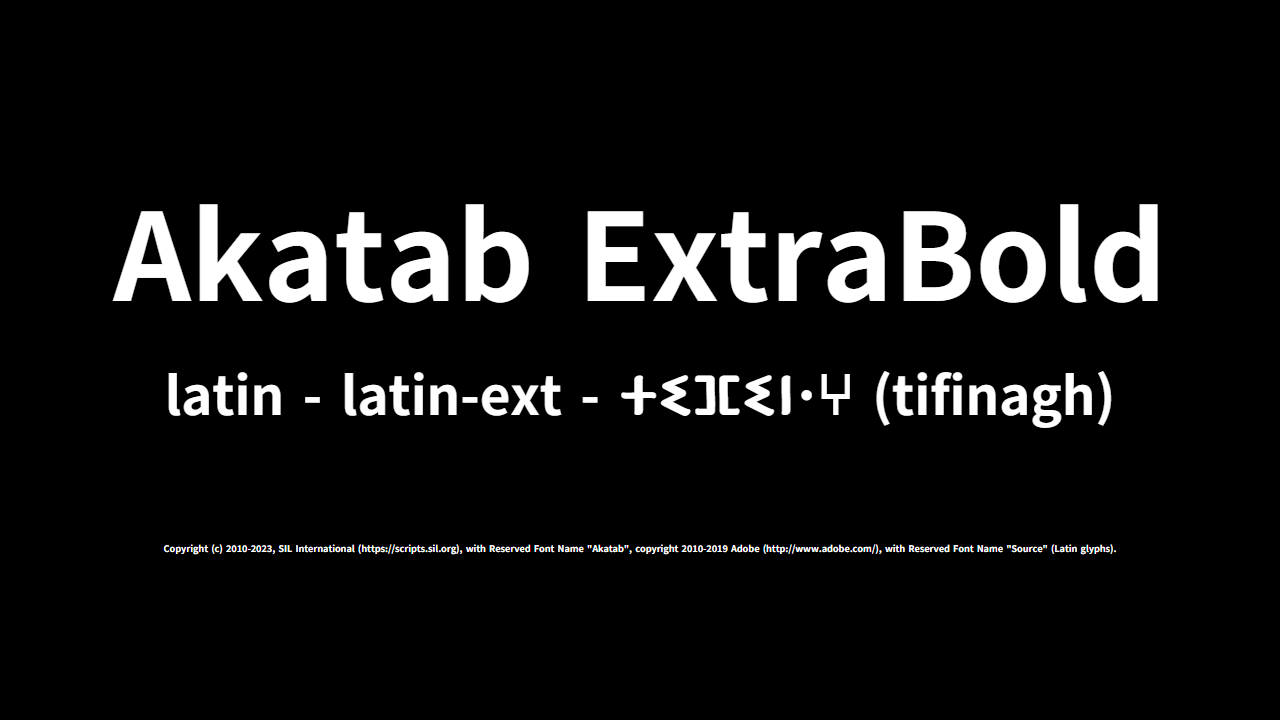 Akatab ExtraBold
latin - latin-ext - ⵜⵉⴼⵉⵏⴰⵖ (tifinagh)
Copyright (c) 2010-2023, SIL International (https://scripts.sil.org), with Reserved Font Name "Akatab", copyright 2010-2019 Adobe (http://www.adobe.com/), with Reserved Font Name "Source" (Latin glyphs).